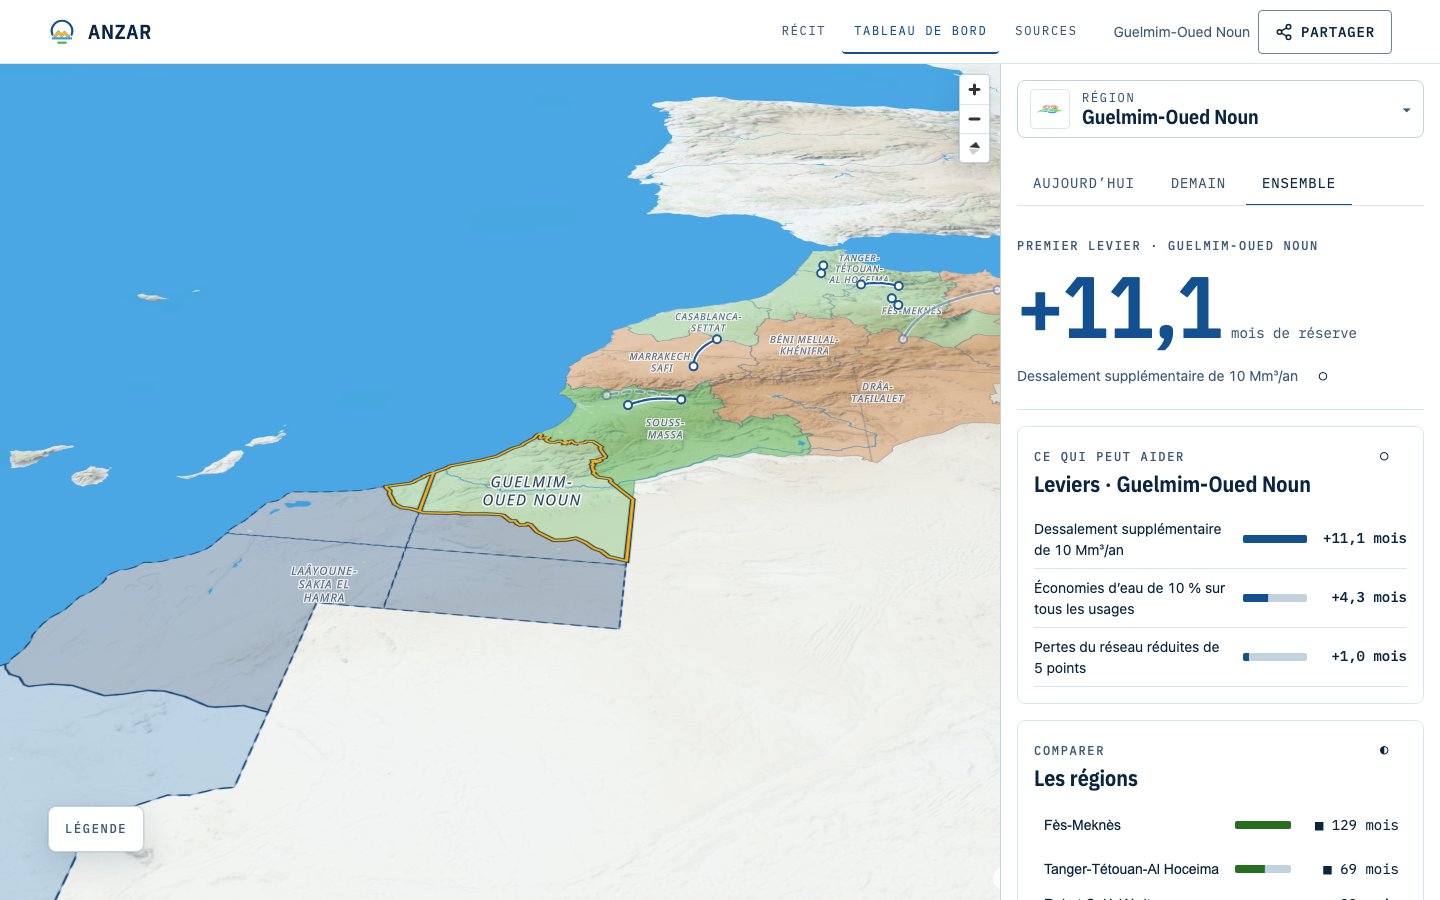 ANZAR
RÉCIT
TABLEAU DE BORD
SOURCES
Guelmim-Oued Noun
PARTAGER
TANGER-
TÉTOUAN-
AL HOCEIMA
FÈS-MEKNÈS
CASABLANCA-
SETTAT
BÉNI MELLAL-
KHÉNIFRA
MARRAKECH-
SAFI
DRÂA-
TAFILALET
SOUSS-
MASSA
GUELMIM-
OUED NOUN
LAÂYOUNE-
SAKIA EL
HAMRA
LÉGENDE
RÉGION
Guelmim-Oued Noun
AUJOURD’HUI
DEMAIN
ENSEMBLE
PREMIER LEVIER · GUELMIM-OUED NOUN
+11,1 mois de réserve
Dessalement supplémentaire de 10 Mm³/an
CE QUI PEUT AIDER
Leviers · Guelmim-Oued Noun
Dessalement supplémentaire
de 10 Mm³/an
+11,1 mois
Économies d’eau de 10 % sur
tous les usages
+4,3 mois
Pertes du réseau réduites de
5 points
+1,0 mois
COMPARER
Les régions
Fès-Meknès
129 mois
Tanger-Tétouan-Al Hoceima
69 mois